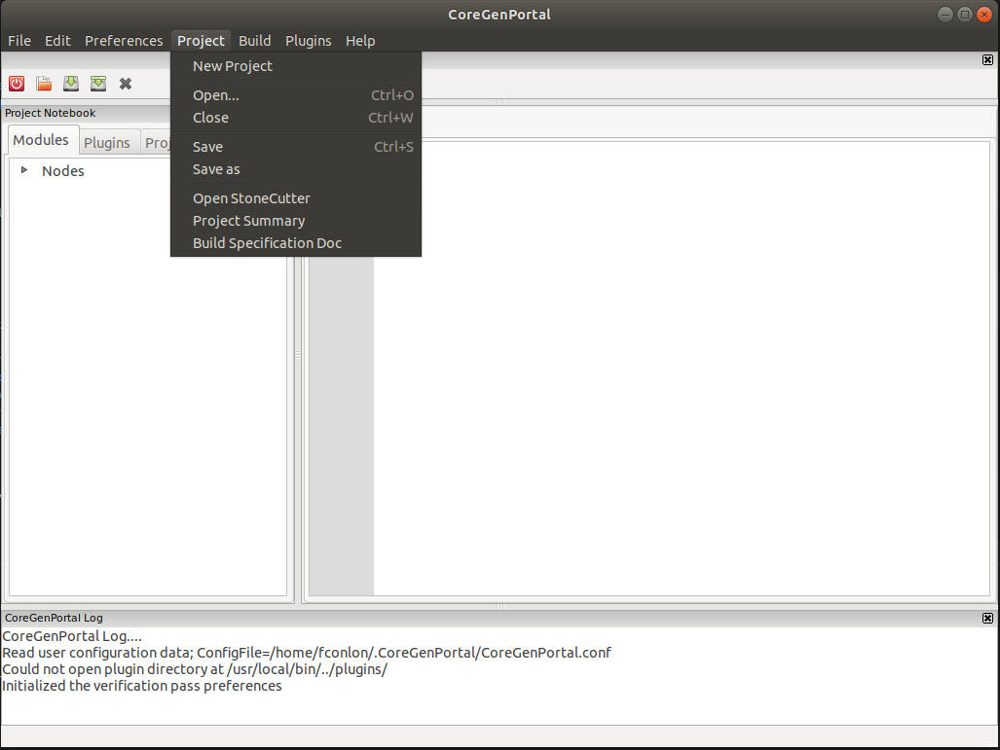 CoreGenPortal
File Edit Preferences Project Build Plugins Help
New Project
Open... Ctrl+O
Close Ctrl+W
Save Ctrl+S
Save as
Open StoneCutter
Project Summary
Build Specification Doc
Project Notebook
Modules Plugins Proj
Nodes
CoreGenPortal Log
CoreGenPortal Log....
Read user configuration data; ConfigFile=/home/fconlon/.CoreGenPortal/CoreGenPortal.conf
Could not open plugin directory at /usr/local/bin/../plugins/
Initialized the verification pass preferences